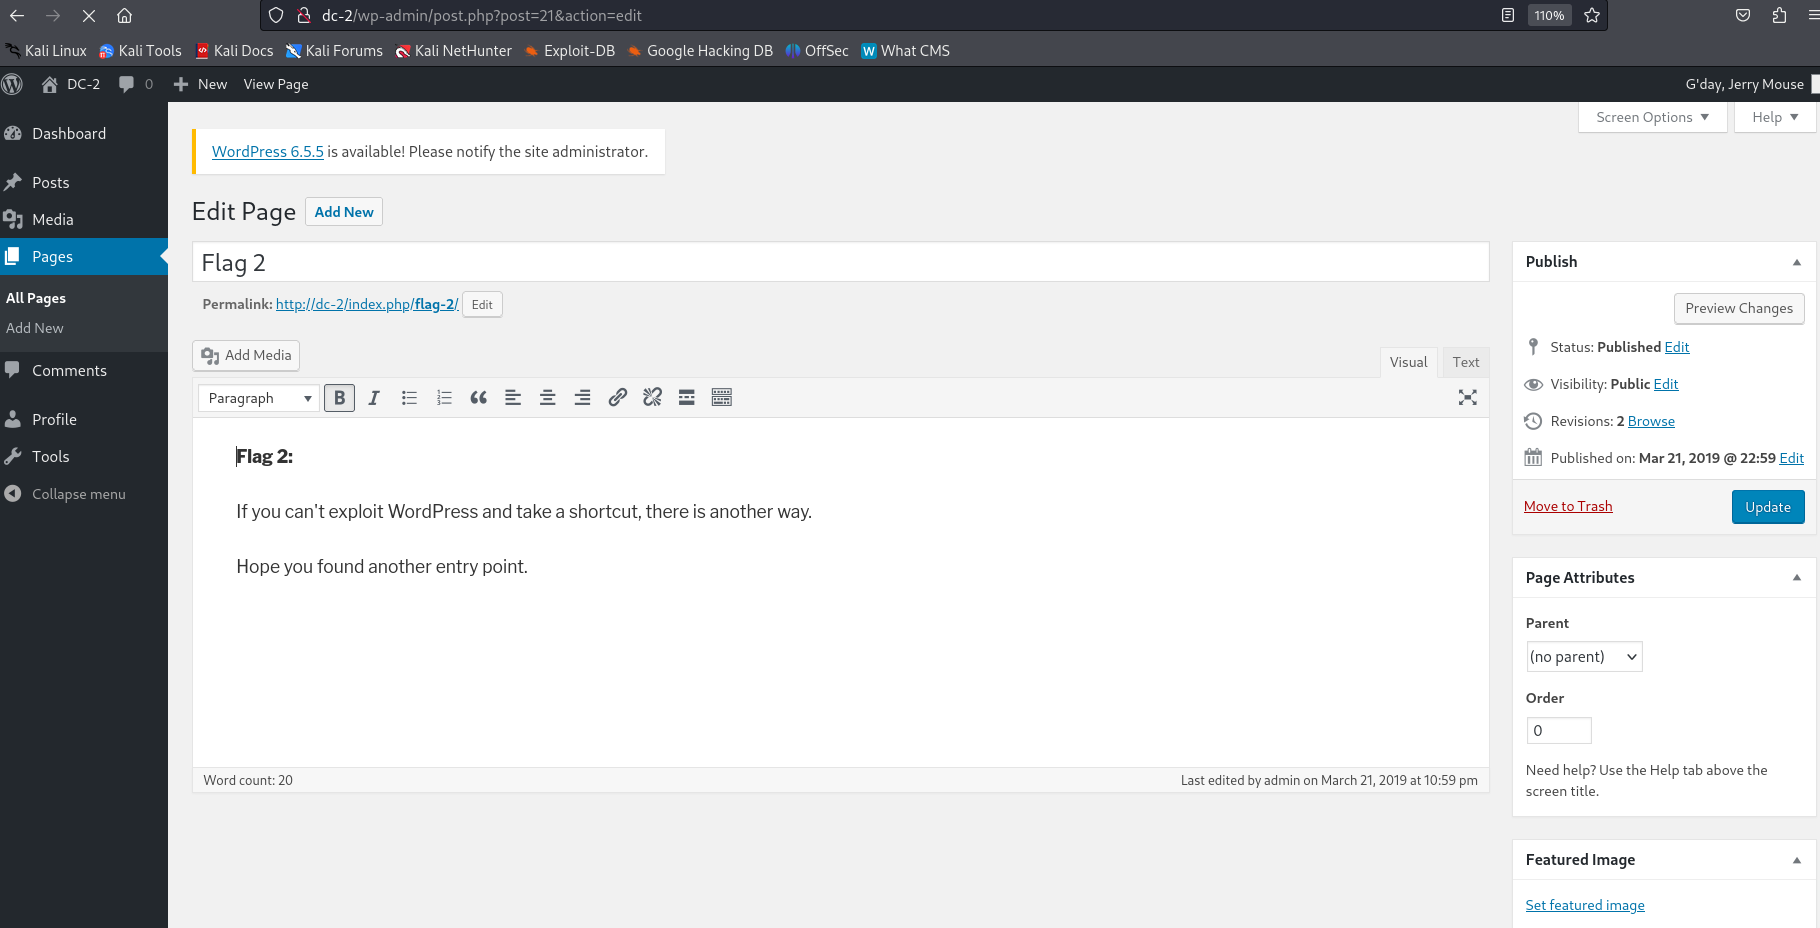 dc-2/wp-admin/post.php?post=21&action=edit
110%
Kali Linux Kali Tools Kali Docs Kali Forums Kali NetHunter Exploit-DB Google Hacking DB OffSec What CMS
DC-2 0 New View Page
G'day, Jerry Mouse
Dashboard
Posts
Media
Pages
All Pages
Add New
Comments
Profile
Tools
Collapse menu
Screen Options
Help
WordPress 6.5.5 is available! Please notify the site administrator.
Edit Page Add New
Flag 2
Permalink: http://dc-2/index.php/flag-2/ Edit
Add Media
Visual Text
Paragraph B I
Flag 2:
If you can't exploit WordPress and take a shortcut, there is another way.
Hope you found another entry point.
Word count: 20
Last edited by admin on March 21, 2019 at 10:59 pm
Publish
Preview Changes
Status: Published Edit
Visibility: Public Edit
Revisions: 2 Browse
Published on: Mar 21, 2019 @ 22:59 Edit
Move to Trash
Update
Page Attributes
Parent
(no parent)
Order
0
Need help? Use the Help tab above the
screen title.
Featured Image
Set featured image